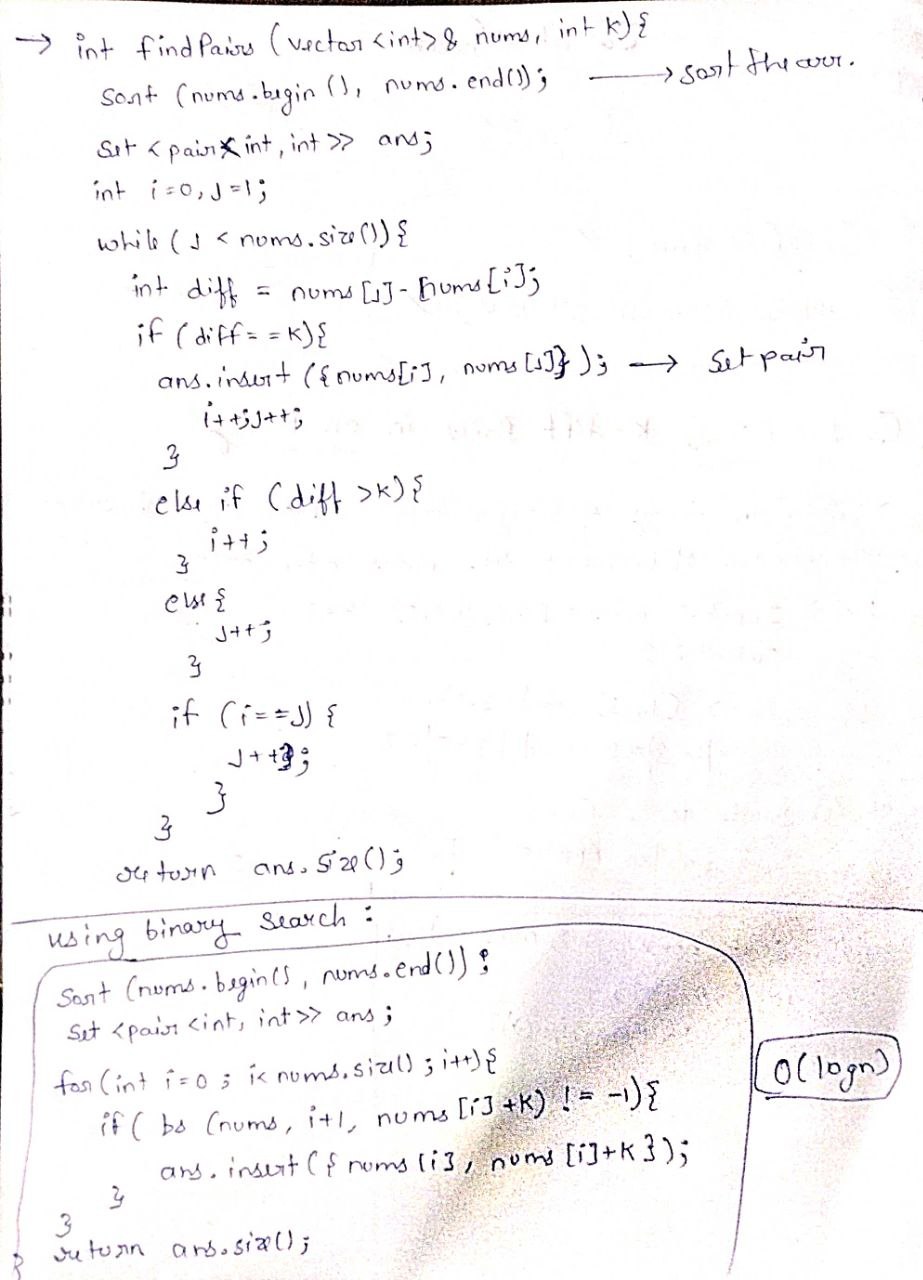 → int findPairs (vector <int>& nums, int k){
sort (nums.begin (), nums.end()); → sort the arr.
Set <pair<int, int >> ans;
int i=0, J=1;
while (J < nums.size()) {
int diff = nums [J] - nums [i];
if (diff == k){
ans.insert ({nums[i], nums[J]}); → Set pair
i++;J++;
}
else if (diff >k) {
i++;
}
else {
J++;
}
if (i==J) {
J++;
}
}
return ans.size();
using binary search :
Sort (nums.begin(), nums.end());
Set <pair <int, int>> ans;
for (int i=0; i< nums.size() ; i++) { O(logn)
if ( bs (nums, i+1, nums [i] +k) != -1) {
ans. insert ({ nums [i], nums [i]+k });
}
}
return ans.size();